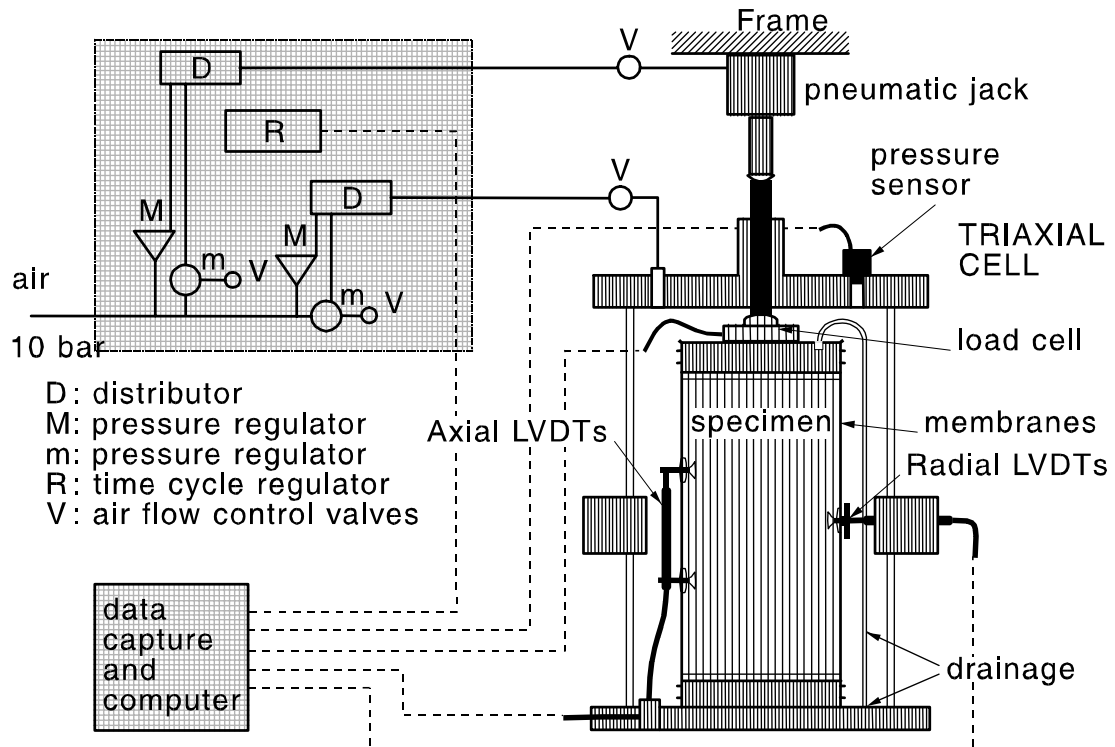 Frame
V
D
pneumatic jack
R
V
pressure
sensor
D
M
M
TRIAXIAL
CELL
m
V
air
m
V
10 bar
load cell
D: distributor
M: pressure regulator
m: pressure regulator
R: time cycle regulator
V: air flow control valves
Axial LVDTs
specimen
membranes
Radial LVDTs
data
capture
and
computer
drainage